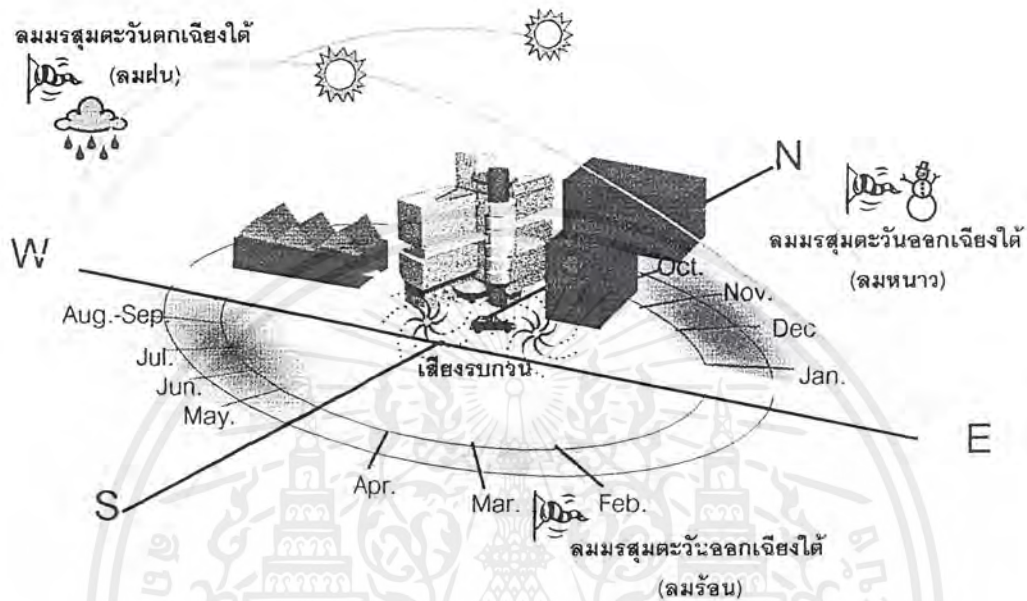 ลมมรสุมตะวันตกเฉียงใต้
(ลมฝน)
N
ลมมรสุมตะวันออกเฉียงใต้
(ลมหนาว)
W
Oct.
Nov.
Dec
Jan.
Aug.-Sep
Jul.
Jun.
May.
เสียงรบกวน
E
S
Apr.
Mar.
Feb.
ลมมรสุมตะวันออกเฉียงใต้
(ลมร้อน)